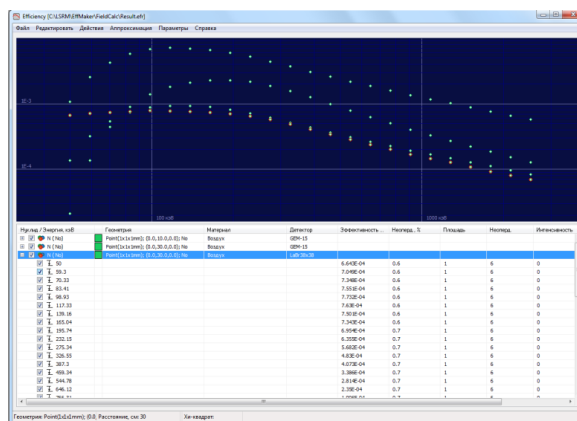 Efficiency [C:\LSRM\EffMaker\FieldCalc\Result.efr]
Файл Редактировать Действия Аппроксимация Параметры Справка
1E-3
1E-4
100 кэВ 1000 кэВ
Нуклид / Энергия, кэВ Геометрия Материал Детектор Эффективность... Неопред., % Площадь Неопред. Интенсивность
N ( No) Point(1x1x1mm); (0.0,10.0,0.0); No Воздух GEM-15
N ( No) Point(1x1x1mm); (0.0,30.0,0.0); No Воздух GEM-15
N ( No) Point(1x1x1mm); (0.0,30.0,0.0); No Воздух LaBr38x38
50 6.643E-04 0.6 1 6 0
59.3 7.048E-04 0.6 1 6 0
70.33 7.348E-04 0.6 1 6 0
83.41 7.551E-04 0.6 1 6 0
98.93 7.732E-04 0.6 1 6 0
117.33 7.63E-04 0.6 1 6 0
139.16 7.501E-04 0.6 1 6 0
165.04 7.343E-04 0.6 1 6 0
195.74 6.954E-04 0.7 1 6 0
232.15 6.355E-04 0.7 1 6 0
275.34 5.602E-04 0.7 1 6 0
326.55 4.83E-04 0.7 1 6 0
387.3 4.073E-04 0.7 1 6 0
459.34 3.386E-04 0.7 1 6 0
544.78 2.814E-04 0.7 1 6 0
646.12 2.35E-04 0.7 1 6 0
Геометрия: Point(1x1x1mm); (0.0, Расстояние, см: 30 Хи-квадрат: